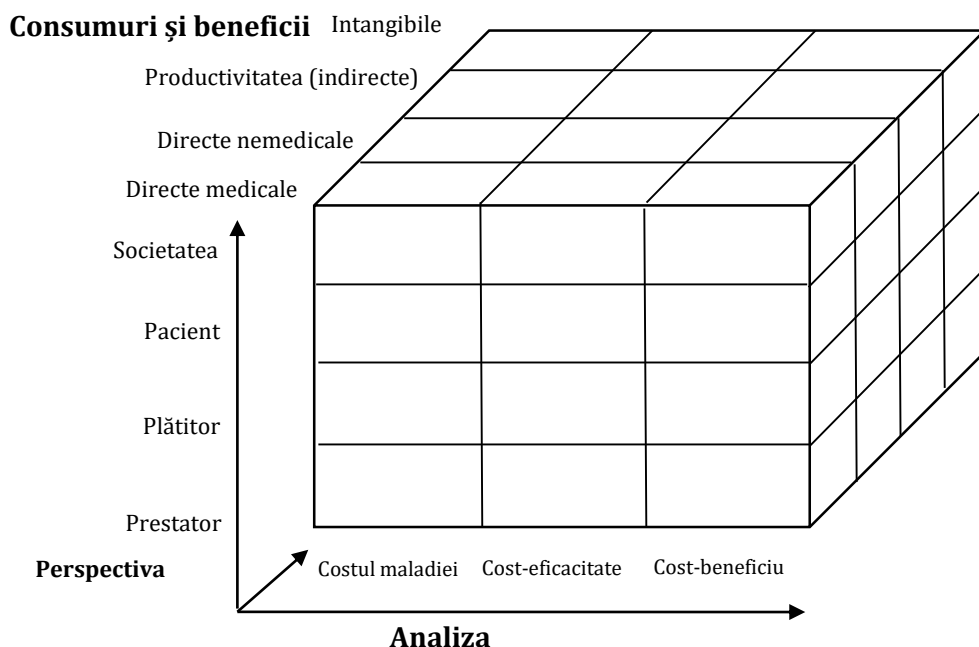 Consumuri și beneficii Intangibile
Productivitatea (indirecte)
Directe nemedicale
Directe medicale
Societatea
Pacient
Plătitor
Prestator
Perspectiva
Costul maladiei Cost-eficacitate Cost-beneficiu
Analiza